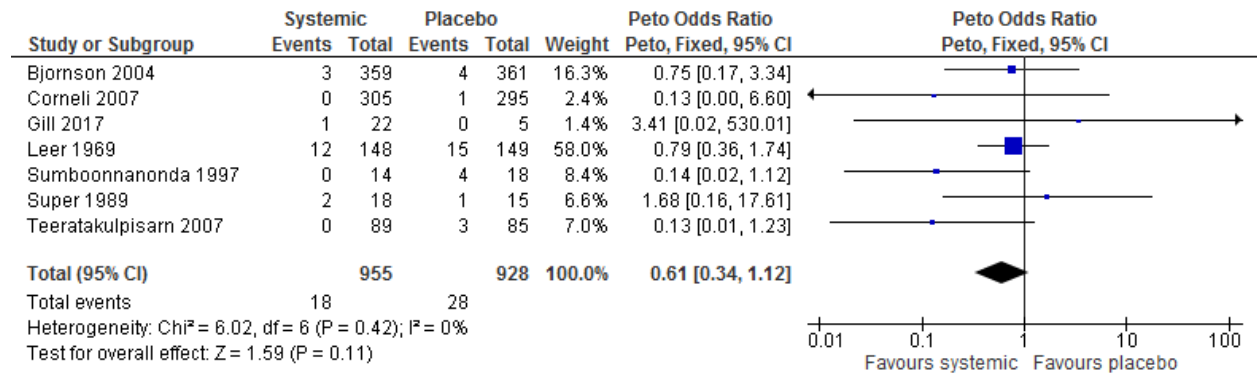 Systemic Placebo Peto Odds Ratio Peto Odds Ratio
Study or Subgroup Events Total Events Total Weight Peto, Fixed, 95% CI Peto, Fixed, 95% CI
Bjornson 2004 3 359 4 361 16.3% 0.75 [0.17, 3.34]
Corneli 2007 0 305 1 295 2.4% 0.13 [0.00, 6.60]
Gill 2017 1 22 0 5 1.4% 3.41 [0.02, 530.01]
Leer 1969 12 148 15 149 58.0% 0.79 [0.36, 1.74]
Sumboonnanonda 1997 0 14 4 18 8.4% 0.14 [0.02, 1.12]
Super 1989 2 18 1 15 6.6% 1.68 [0.16, 17.61]
Teeratakulpisarn 2007 0 89 3 85 7.0% 0.13 [0.01, 1.23]
Total (95% CI) 955 928 100.0% 0.61 [0.34, 1.12]
Total events 18 28
Heterogeneity: Chi² = 6.02, df = 6 (P = 0.42); I² = 0%
Test for overall effect: Z = 1.59 (P = 0.11)
0.01 0.1 1 10 100
Favours systemic Favours placebo